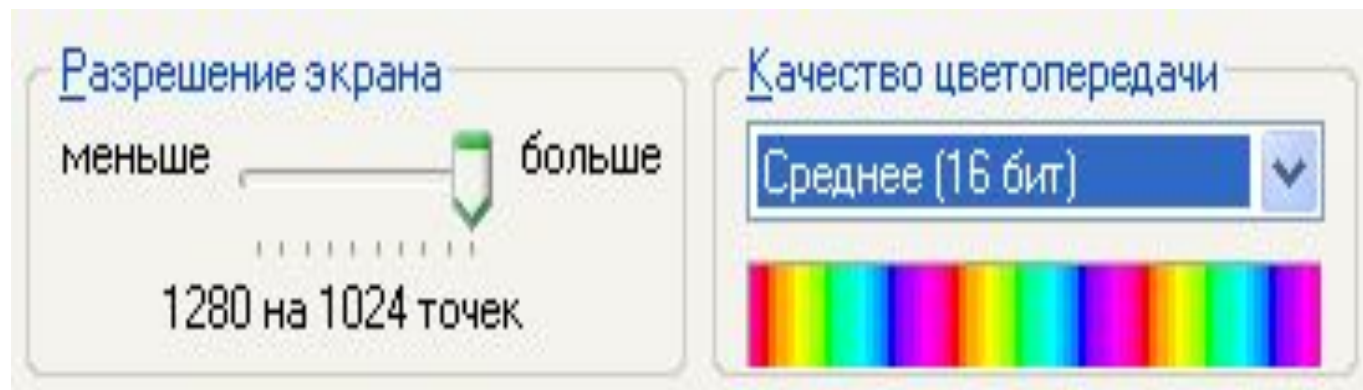 Разрешение экрана
меньше больше
1280 на 1024 точек
Качество цветопередачи
Среднее (16 бит)